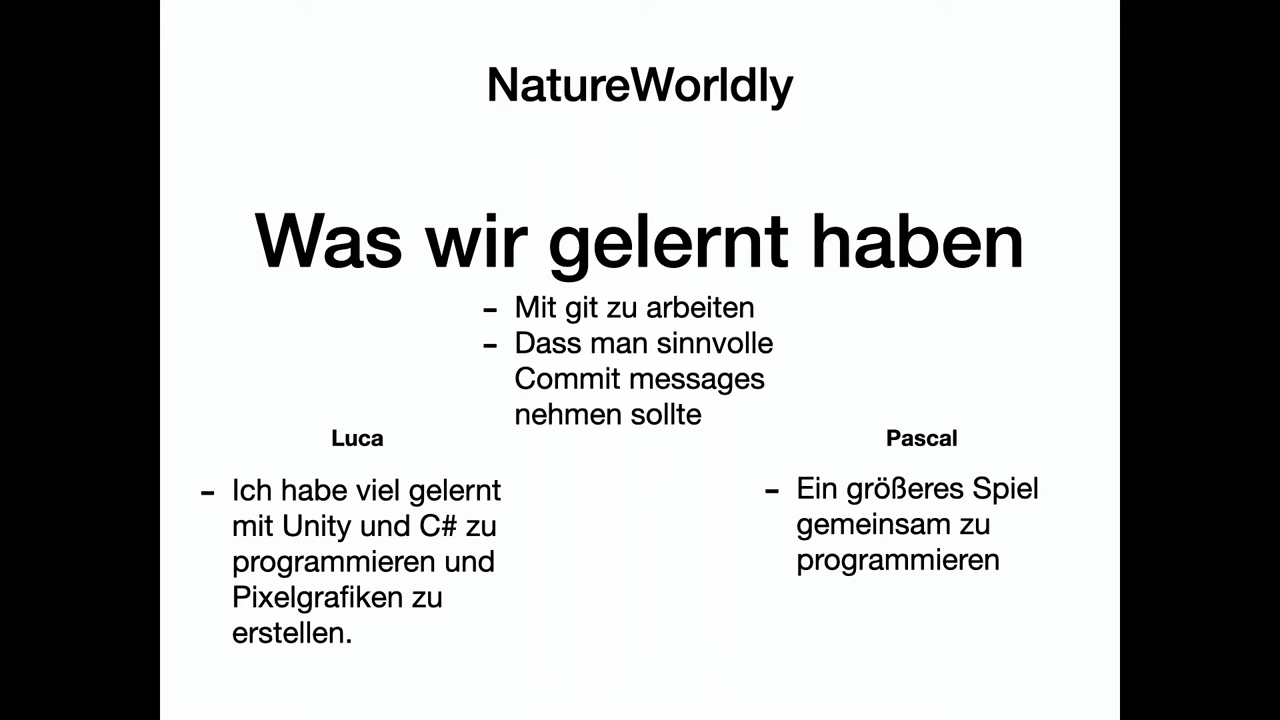 NatureWorldly
Was wir gelernt haben
- Mit git zu arbeiten
- Dass man sinnvolle
Commit messages
nehmen sollte
Luca
- Ich habe viel gelernt
mit Unity und C# zu
programmieren und
Pixelgrafiken zu
erstellen.
Pascal
- Ein größeres Spiel
gemeinsam zu
programmieren